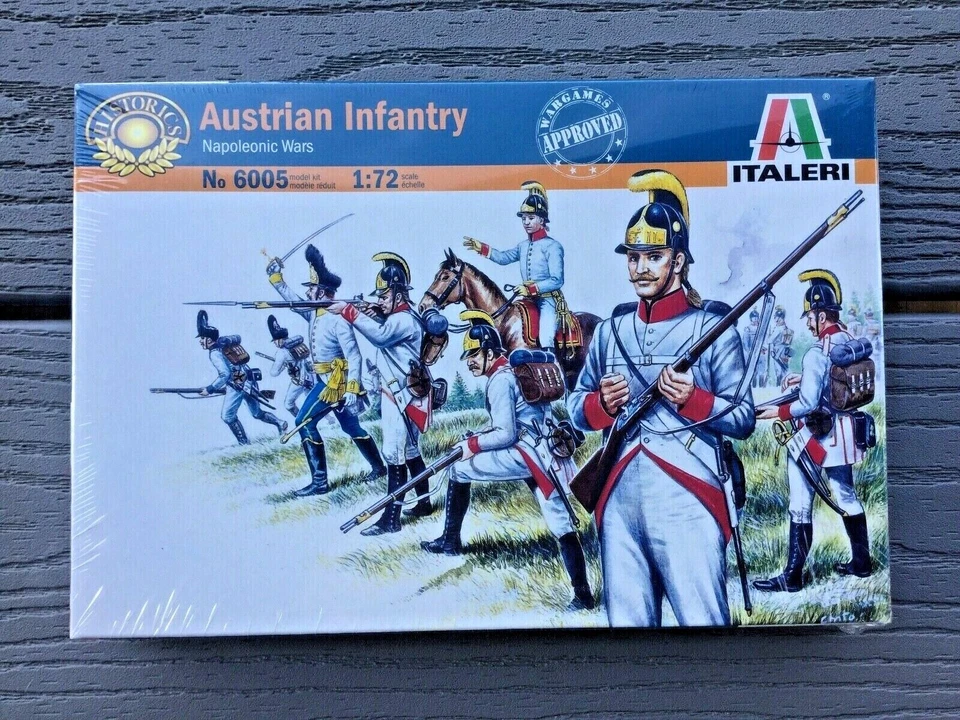 HISTORICS
Austrian Infantry
Napoleonic Wars
WARGAMES
APPROVED
®
ITALERI
No 6005 model kit
modèle réduit
1:72 scale
échelle